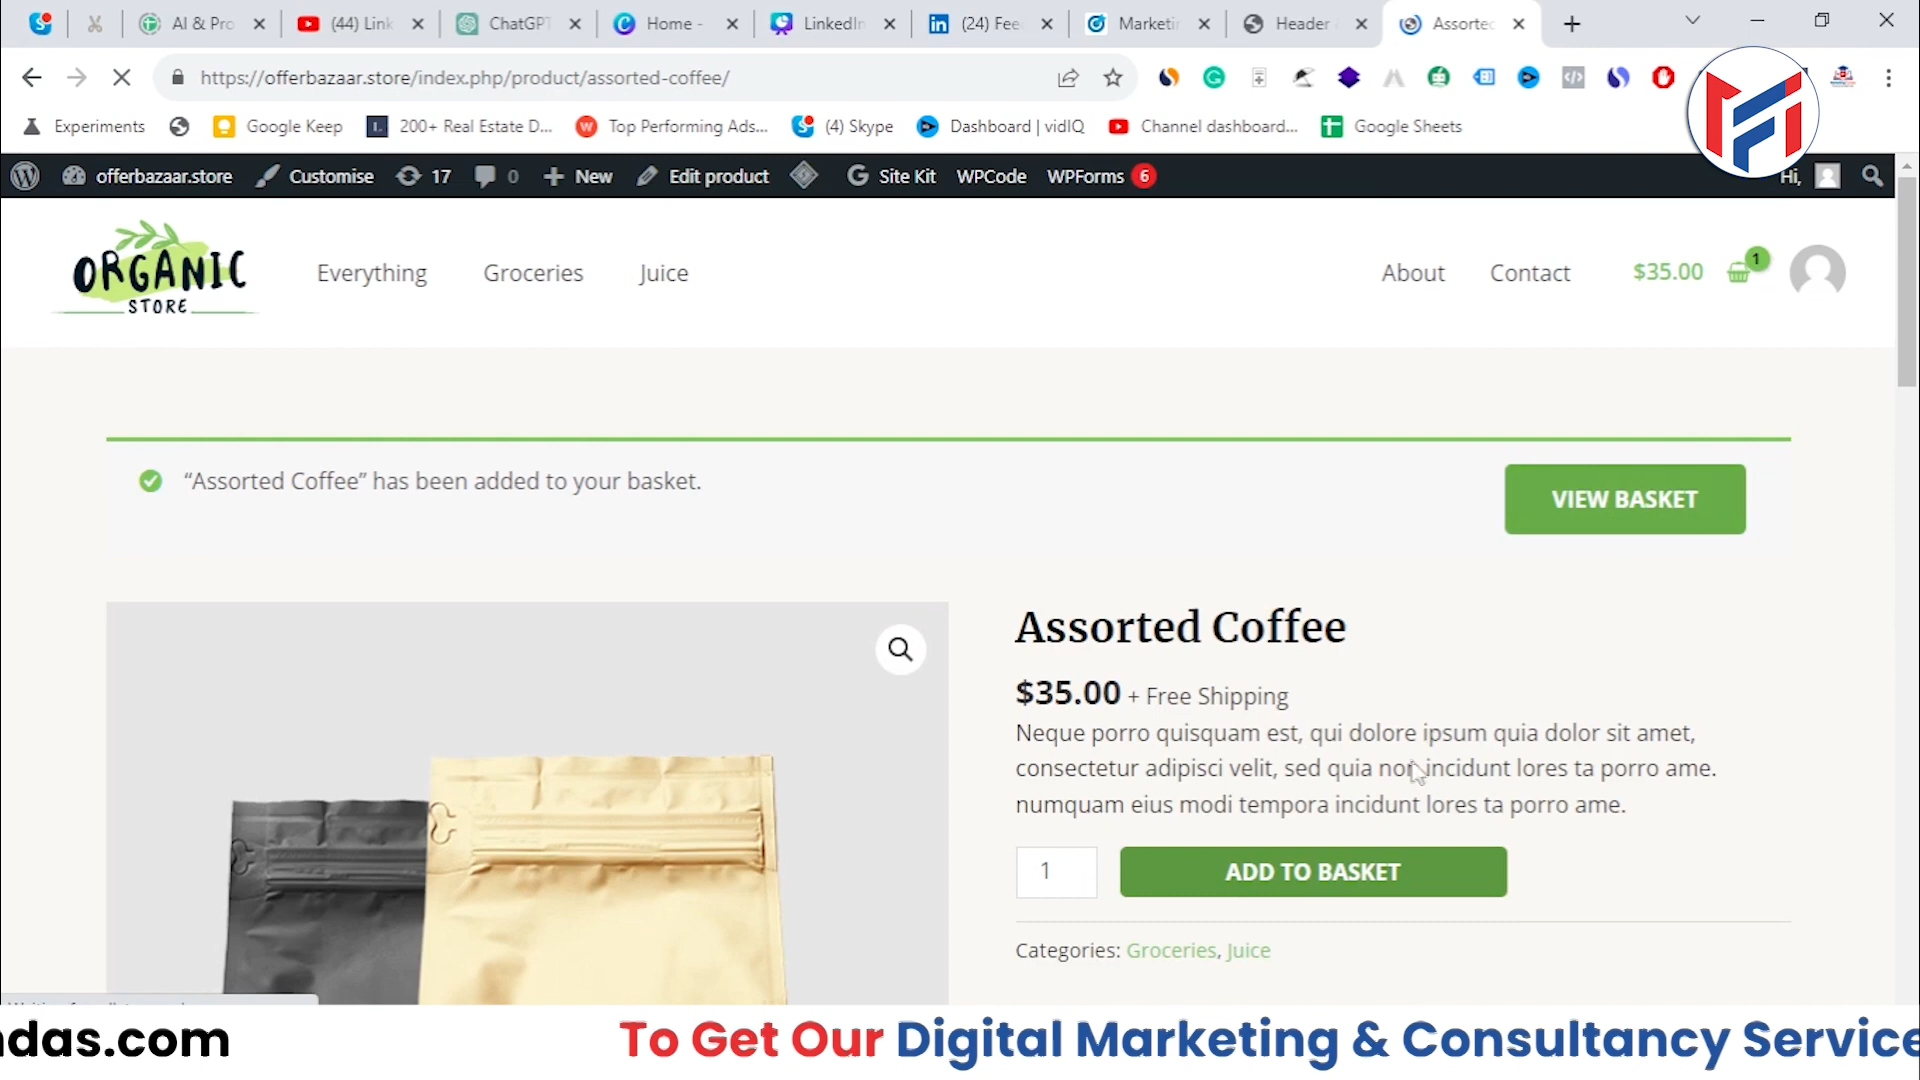 AI & Pro
(44) Link
ChatGPT
Home -
LinkedIn
(24) Fee
Marketin
Header
Assorted
https://offerbazaar.store/index.php/product/assorted-coffee/
Experiments
Google Keep
200+ Real Estate D...
Top Performing Ads...
(4) Skype
Dashboard | vidIQ
Channel dashboard...
Google Sheets
offerbazaar.store
Customise
17
0
New
Edit product
Site Kit
WPCode
WPForms 6
Hi,
ORGANIC
STORE
Everything
Groceries
Juice
About
Contact
$35.00
1
“Assorted Coffee” has been added to your basket.
VIEW BASKET
Assorted Coffee
$35.00 + Free Shipping
Neque porro quisquam est, qui dolore ipsum quia dolor sit amet,
consectetur adipisci velit, sed quia non incidunt lores ta porro ame.
numquam eius modi tempora incidunt lores ta porro ame.
1
ADD TO BASKET
Categories: Groceries, Juice
ndas.com
To Get Our Digital Marketing & Consultancy Service